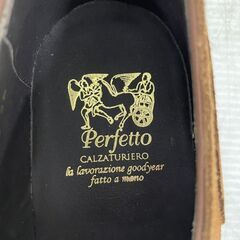 Perfetto
CALZATURIERO
la lavorazione goodyear
fatto a mano